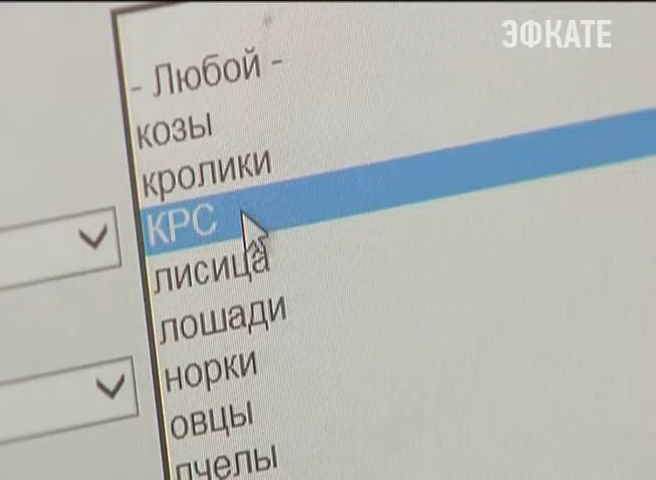 ЭФКАТЕ
- Любой -
козы
кролики
КРС
лисица
лошади
норки
овцы
пчелы